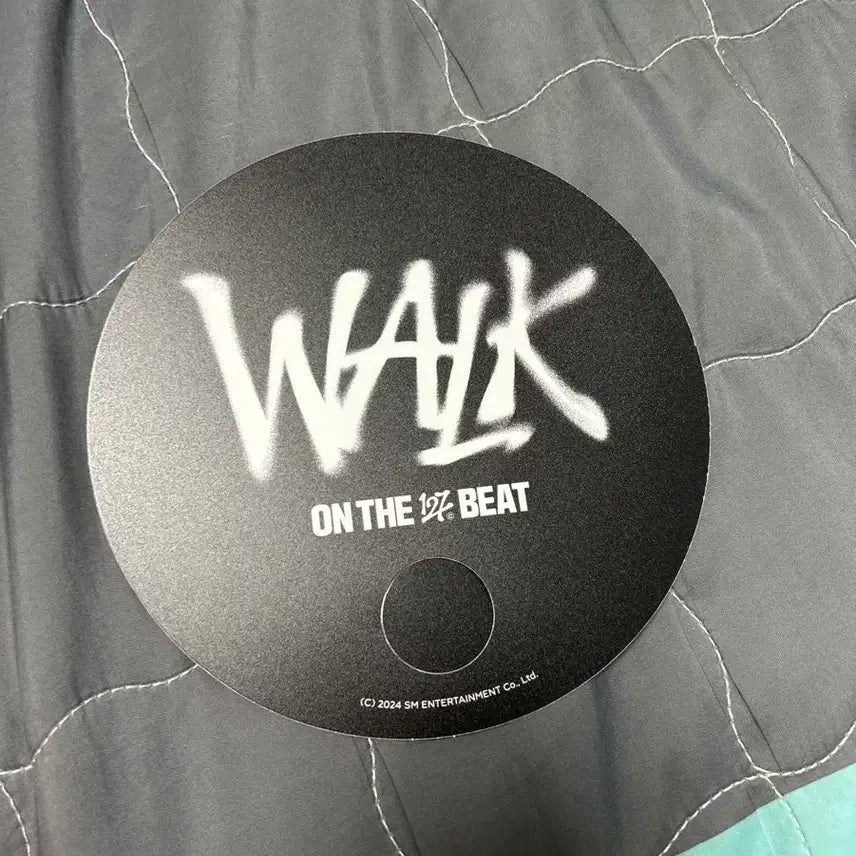 WALK
ON THE 127 © BEAT
(C) 2024 SM ENTERTAINMENT Co., Ltd.